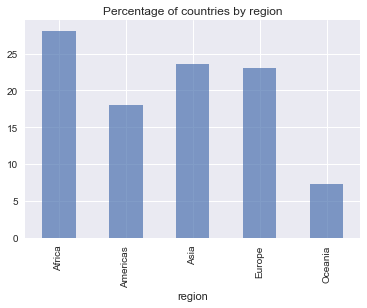 Percentage of countries by region
25
20
15
10
5
0
Africa
Americas
Asia
Europe
Oceania
region